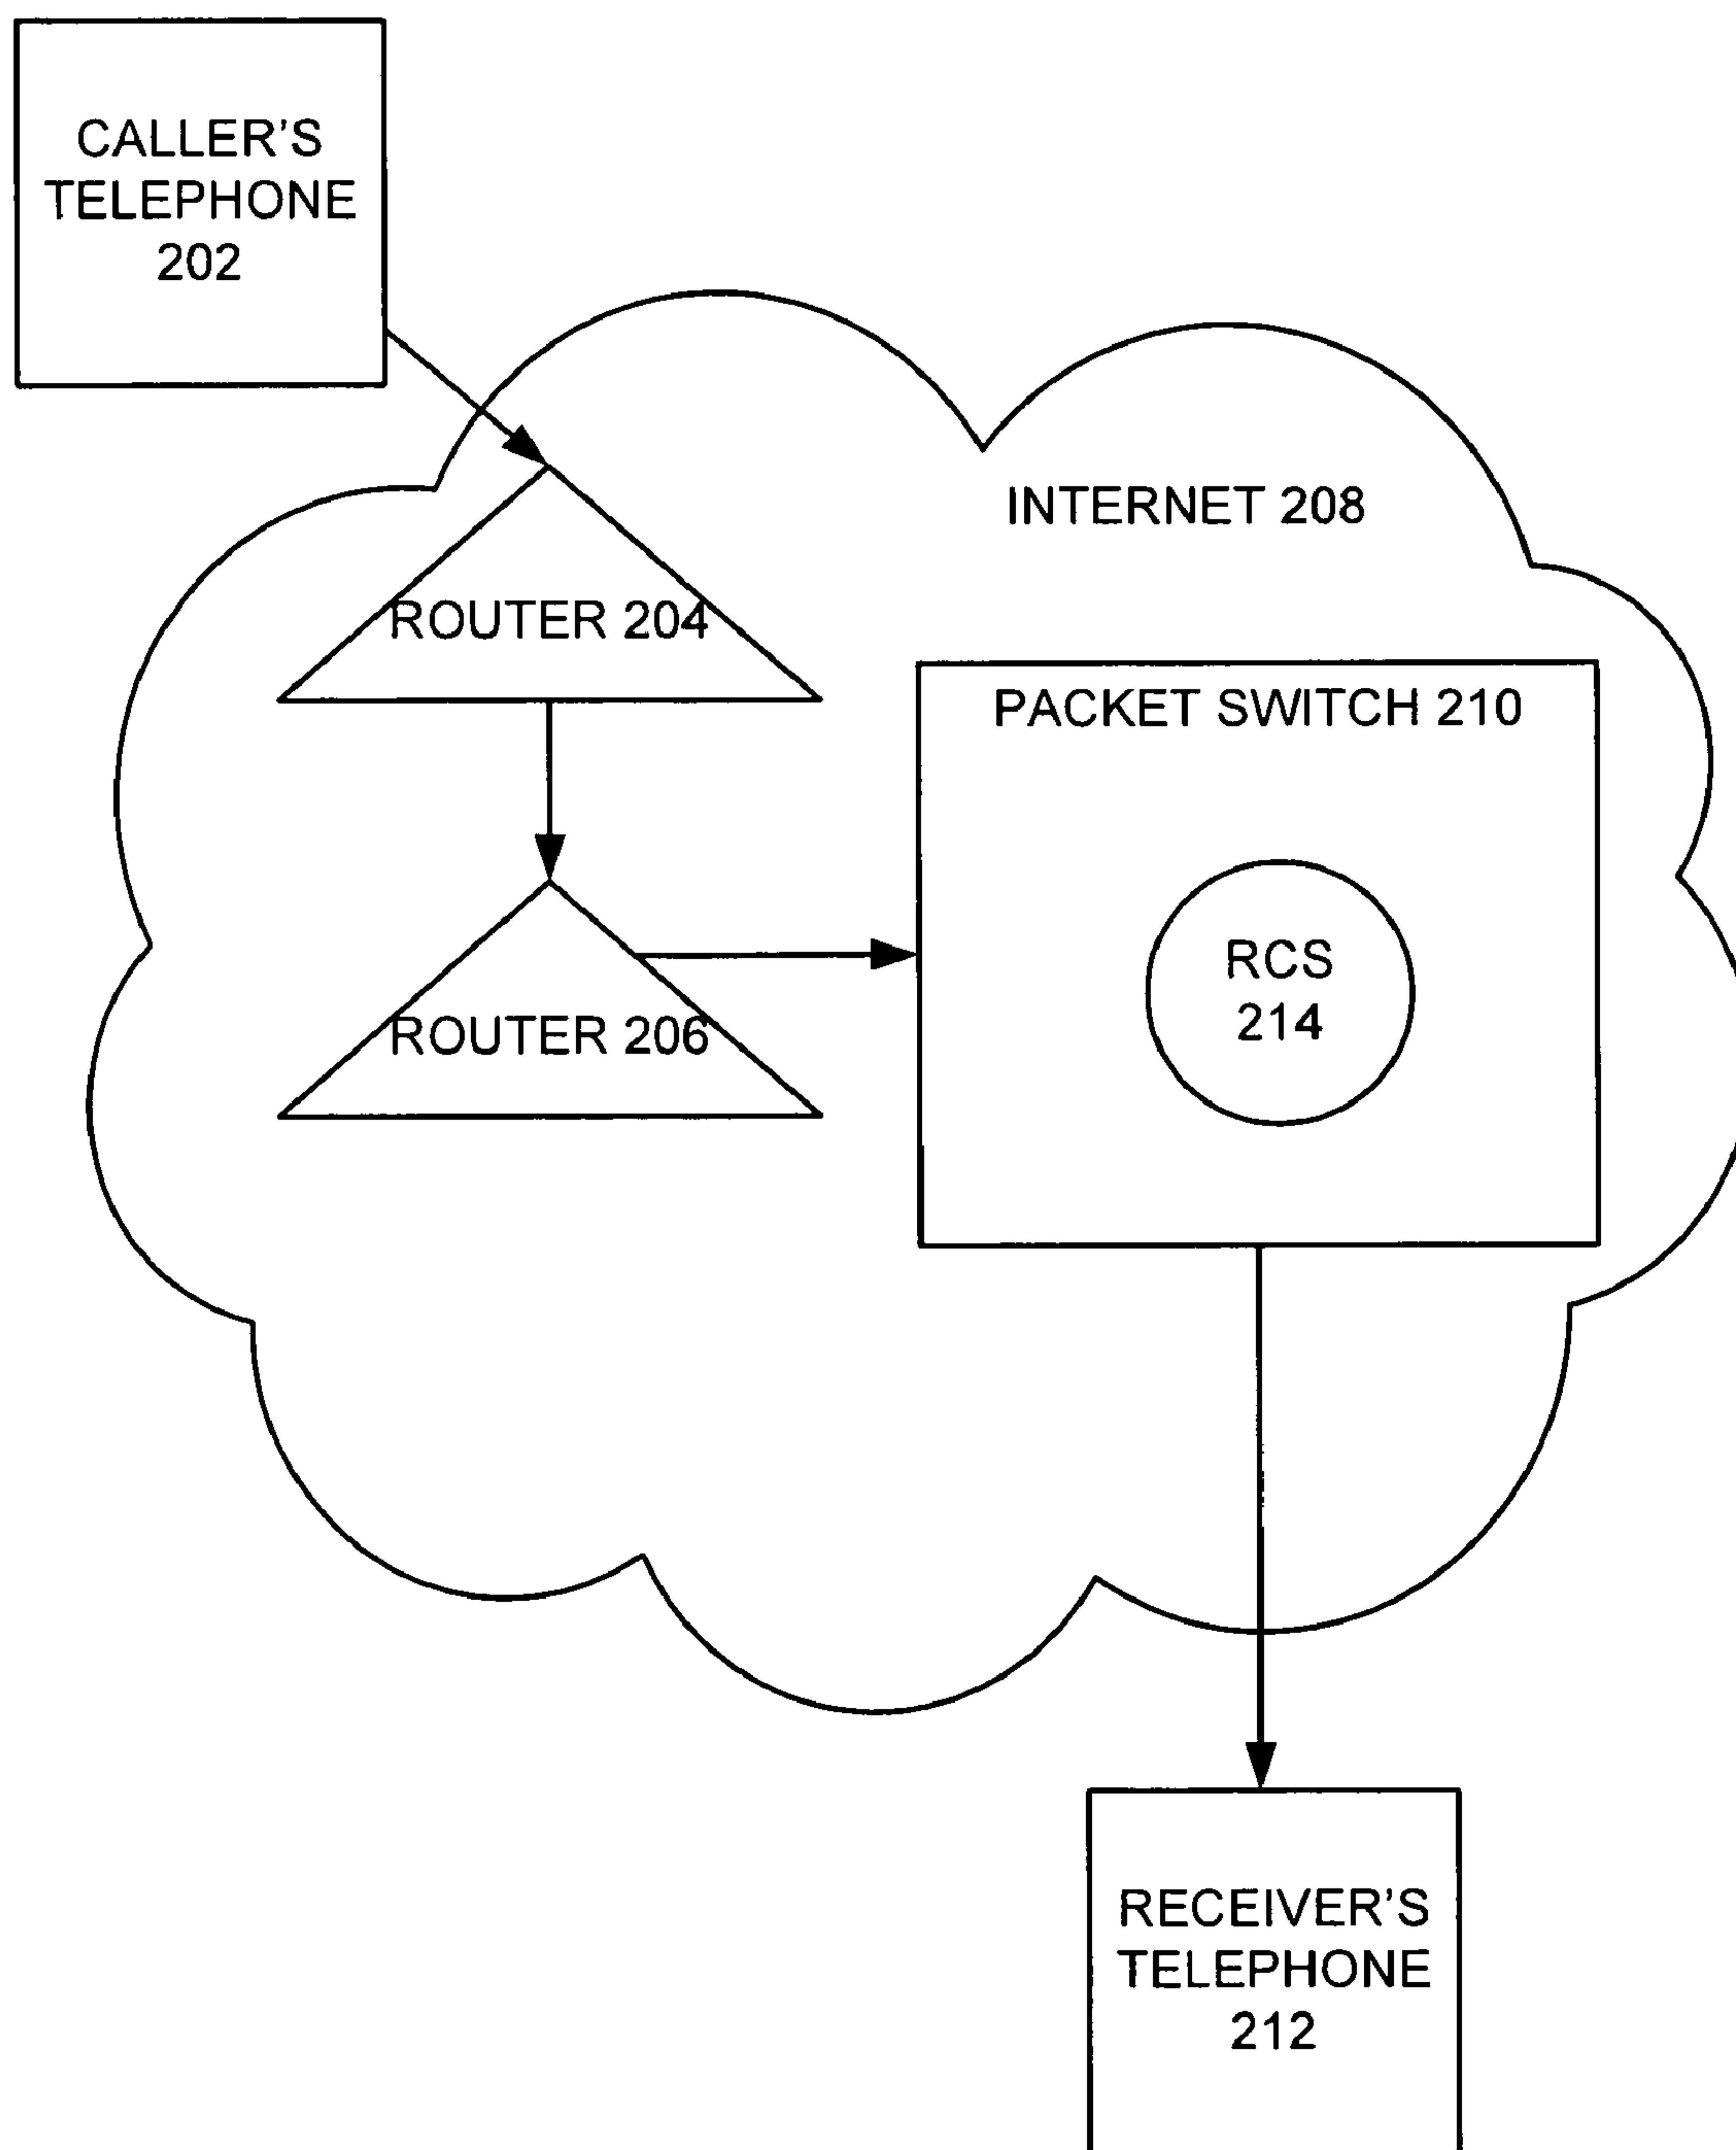 CALLER'S
TELEPHONE
202
INTERNET 208
ROUTER 204
PACKET SWITCH 210
RCS
214
ROUTER 206
RECEIVER'S
TELEPHONE
212